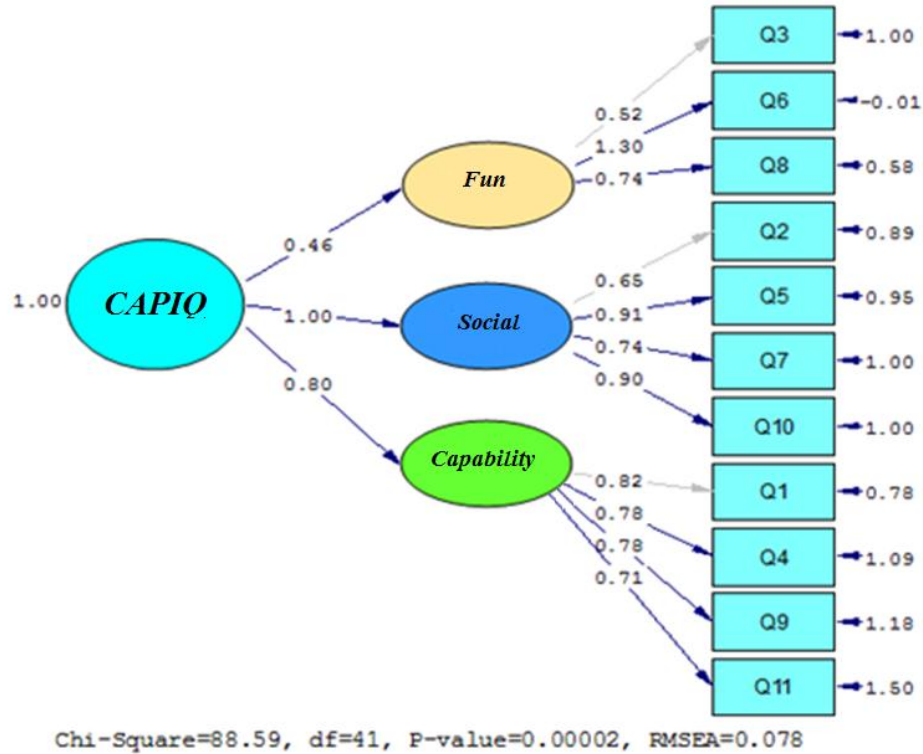 Q3
1.00
Q6
-0.01
0.52
1.30
Fun
0.74
Q8
0.58
Q2
0.89
0.46
0.65
1.00
CAPIQ
1.00
Social
0.91
Q5
0.95
0.74
Q7
1.00
0.90
0.80
Q10
1.00
Capability
0.82
Q1
0.78
0.78
0.78
Q4
1.09
0.71
Q9
1.18
Q11
1.50
Chi-Square=88.59, df=41, P-value=0.00002, RMSEA=0.078